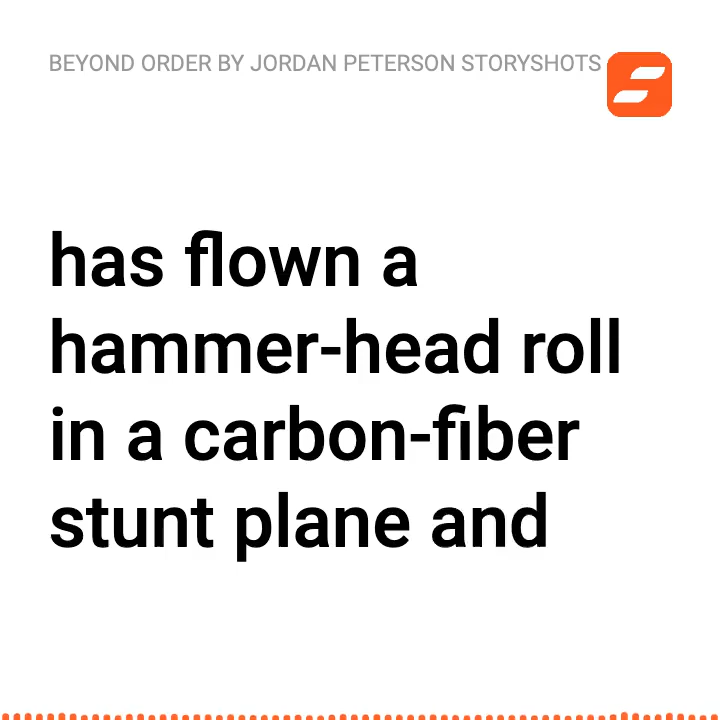 BEYOND ORDER BY JORDAN PETERSON STORYSHOTS
has flown a
hammer-head roll
in a carbon-fiber
stunt plane and